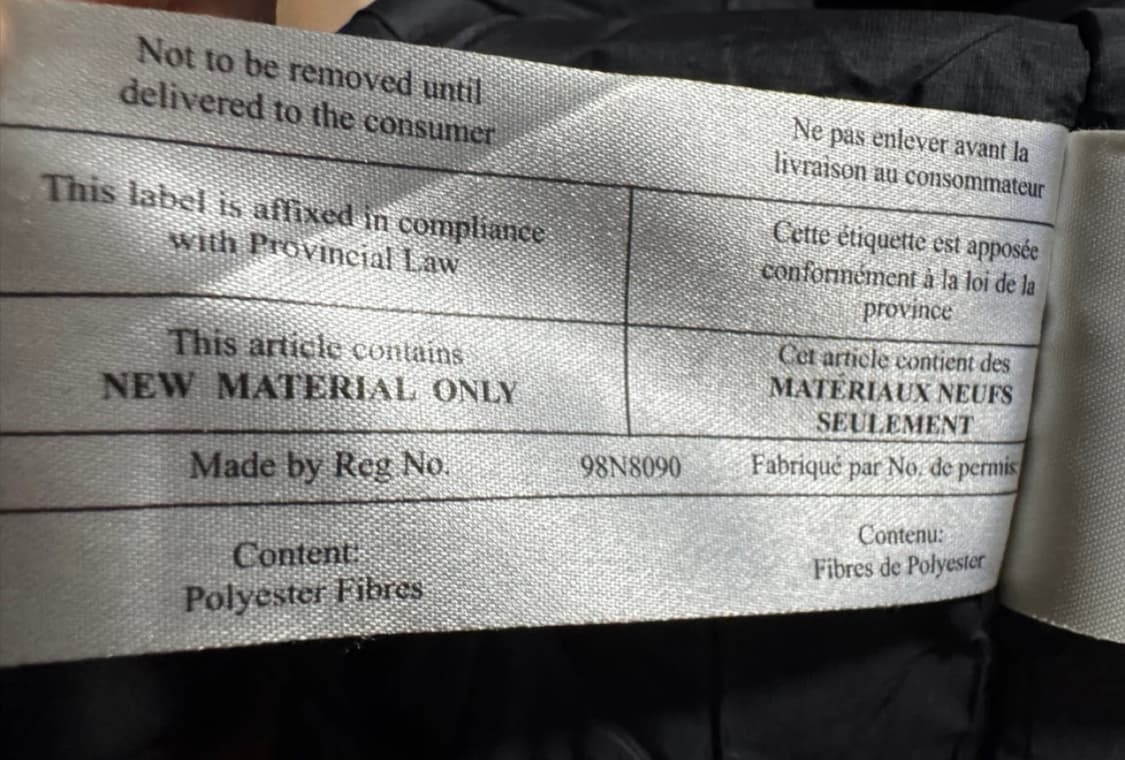 Not to be removed until
delivered to the consumer
Ne pas enlever avant la
livraison au consommateur
This label is affixed in compliance
with Provincial Law
Cette étiquette est apposée
conformément à la loi de la
province
This article contains
NEW MATERIAL ONLY
Cet article contient des
MATÉRIAUX NEUFS
SEULEMENT
Made by Reg No. 98N8090 Fabriqué par No. de permis
Content:
Polyester Fibres
Contenu:
Fibres de Polyester